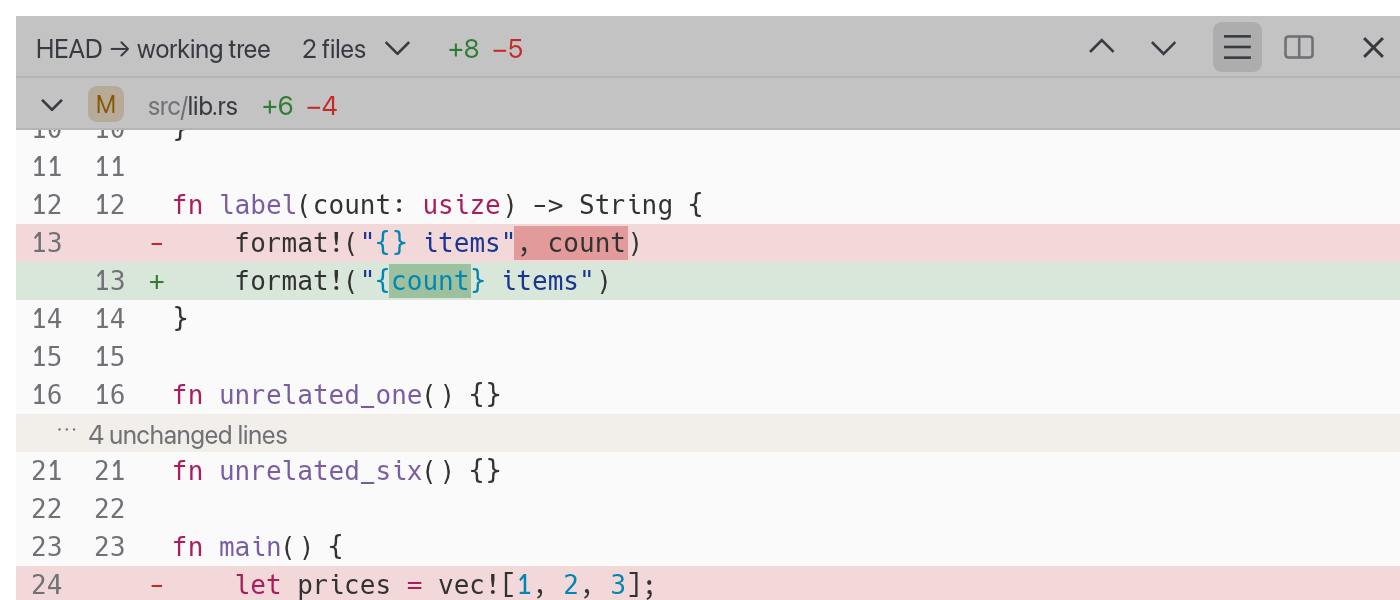 HEAD → working tree 2 files +8 −5
M src/lib.rs +6 −4
10 10 }
11 11
12 12 fn label(count: usize) -> String {
13 - format!("{} items", count)
13 + format!("{count} items")
14 14 }
15 15
16 16 fn unrelated_one() {}
··· 4 unchanged lines
21 21 fn unrelated_six() {}
22 22
23 23 fn main() {
24 - let prices = vec![1, 2, 3];